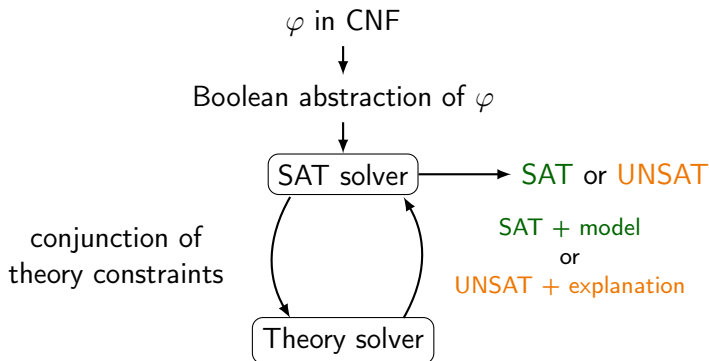 φ in CNF
Boolean abstraction of φ
SAT solver
SAT or UNSAT
conjunction of
theory constraints
SAT + model
or
UNSAT + explanation
Theory solver